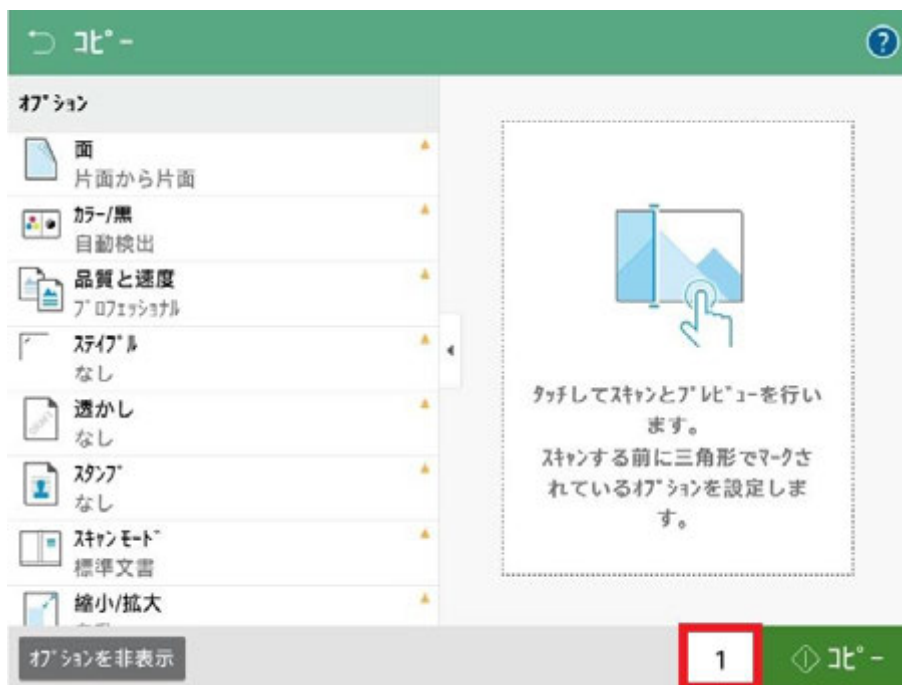 コピー
?
オプション
面
片面から片面
カラー/黒
自動検出
品質と速度
プロフェッショナル
ステイプル
なし
透かし
なし
スタンプ
なし
スキャンモード
標準文書
縮小/拡大
タッチしてスキャンとプレビューを行い
ます。
スキャンする前に三角形でマークさ
れているオプションを設定しま
す。
オプションを非表示
1
コピー